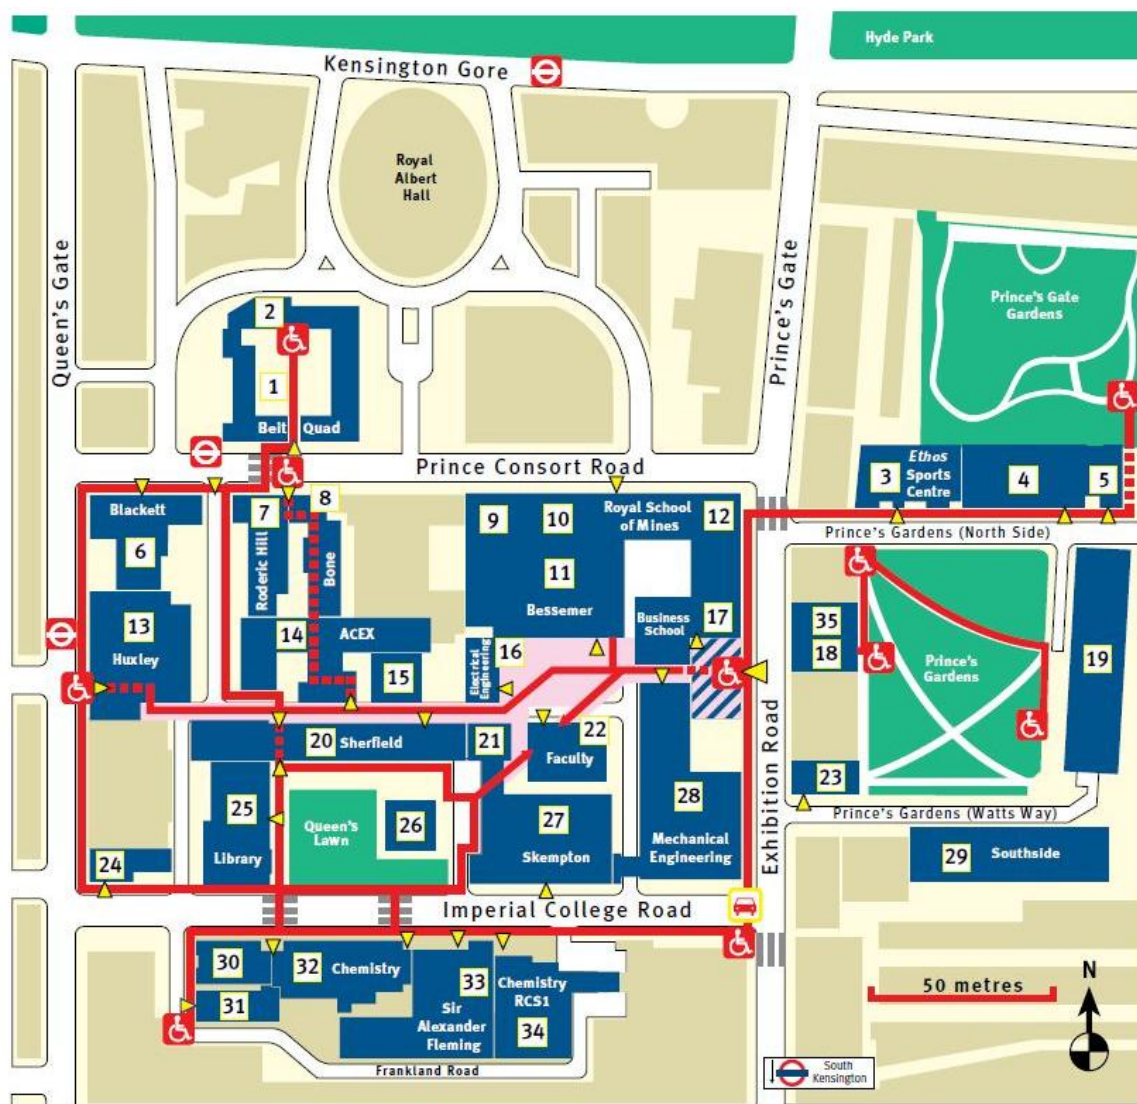 Hyde Park
Kensington Gore
Royal
Albert
Hall
Queen's Gate
Prince's Gate
Prince's Gate
Gardens
2
1
Beit Quad
Prince Consort Road
3
Ethos
Sports
Centre
4
5
Prince's Gardens (North Side)
Blackett
6
7
8
Roderic Hill
Bone
9
10
Royal School
of Mines
12
11
Bessemer
13
Huxley
14
ACEX
15
Electrical
Engineering
16
Business
School
17
35
18
Prince's
Gardens
19
20
Sherfield
21
22
Faculty
23
Prince's Gardens (Watts Way)
24
25
Library
Queen's
Lawn
26
27
Skempton
28
Mechanical
Engineering
Exhibition Road
29
Southside
Imperial College Road
30
31
32
Chemistry
33
Sir
Alexander
Fleming
Chemistry
RCS1
34
Frankland Road
50 metres
N
South
Kensington